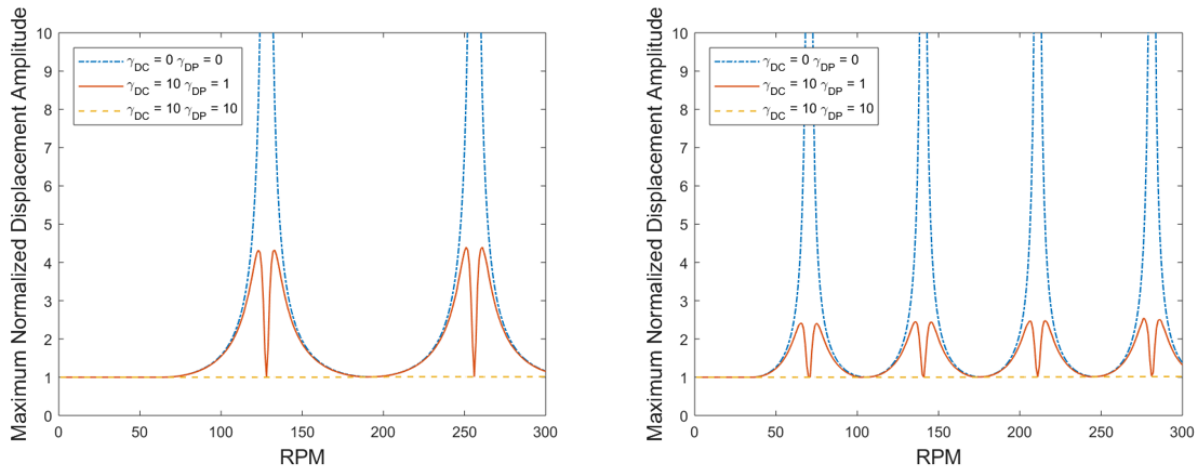 Maximum Normalized Displacement Amplitude
10
9
8
7
6
5
4
3
2
1
0
γDC = 0 γDP = 0
γDC = 10 γDP = 1
γDC = 10 γDP = 10
0 50 100 150 200 250 300
RPM
Maximum Normalized Displacement Amplitude
10
9
8
7
6
5
4
3
2
1
0
γDC = 0 γDP = 0
γDC = 10 γDP = 1
γDC = 10 γDP = 10
0 50 100 150 200 250 300
RPM